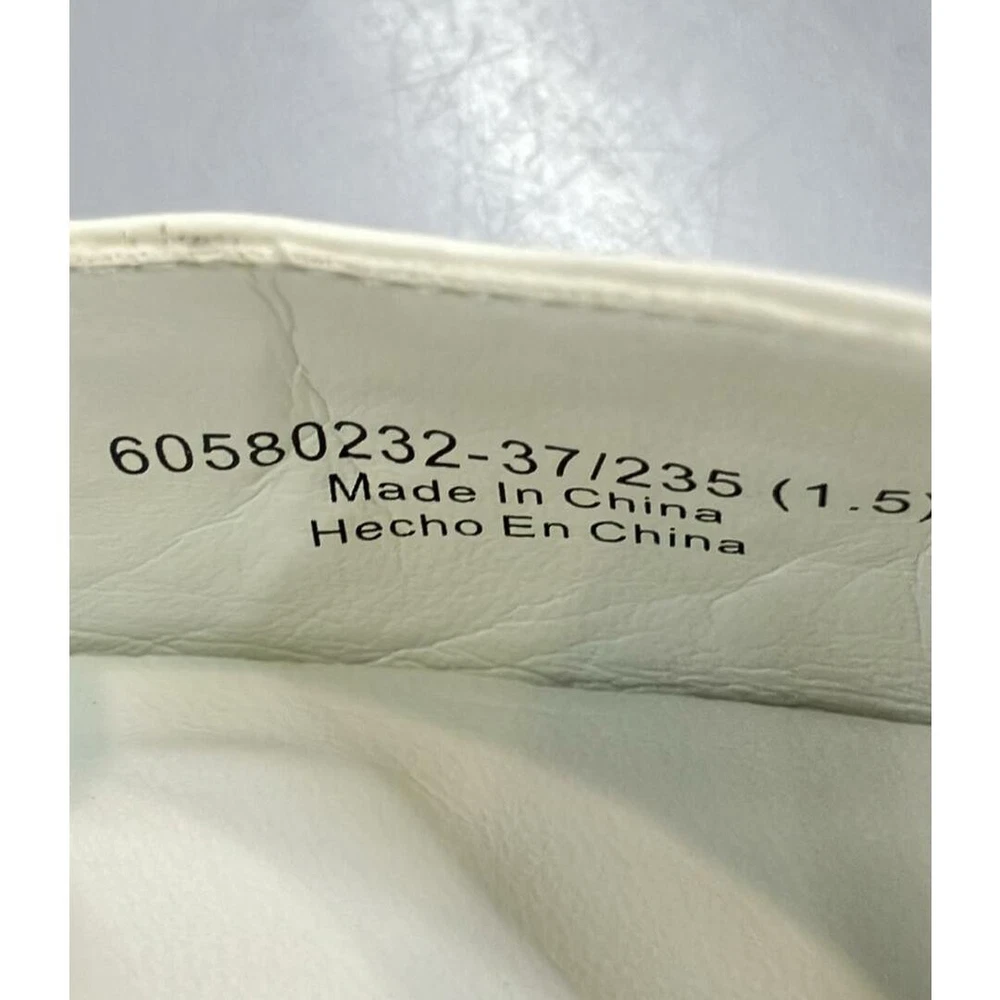 60580232-37/235 (1.5)
Made In China
Hecho En China